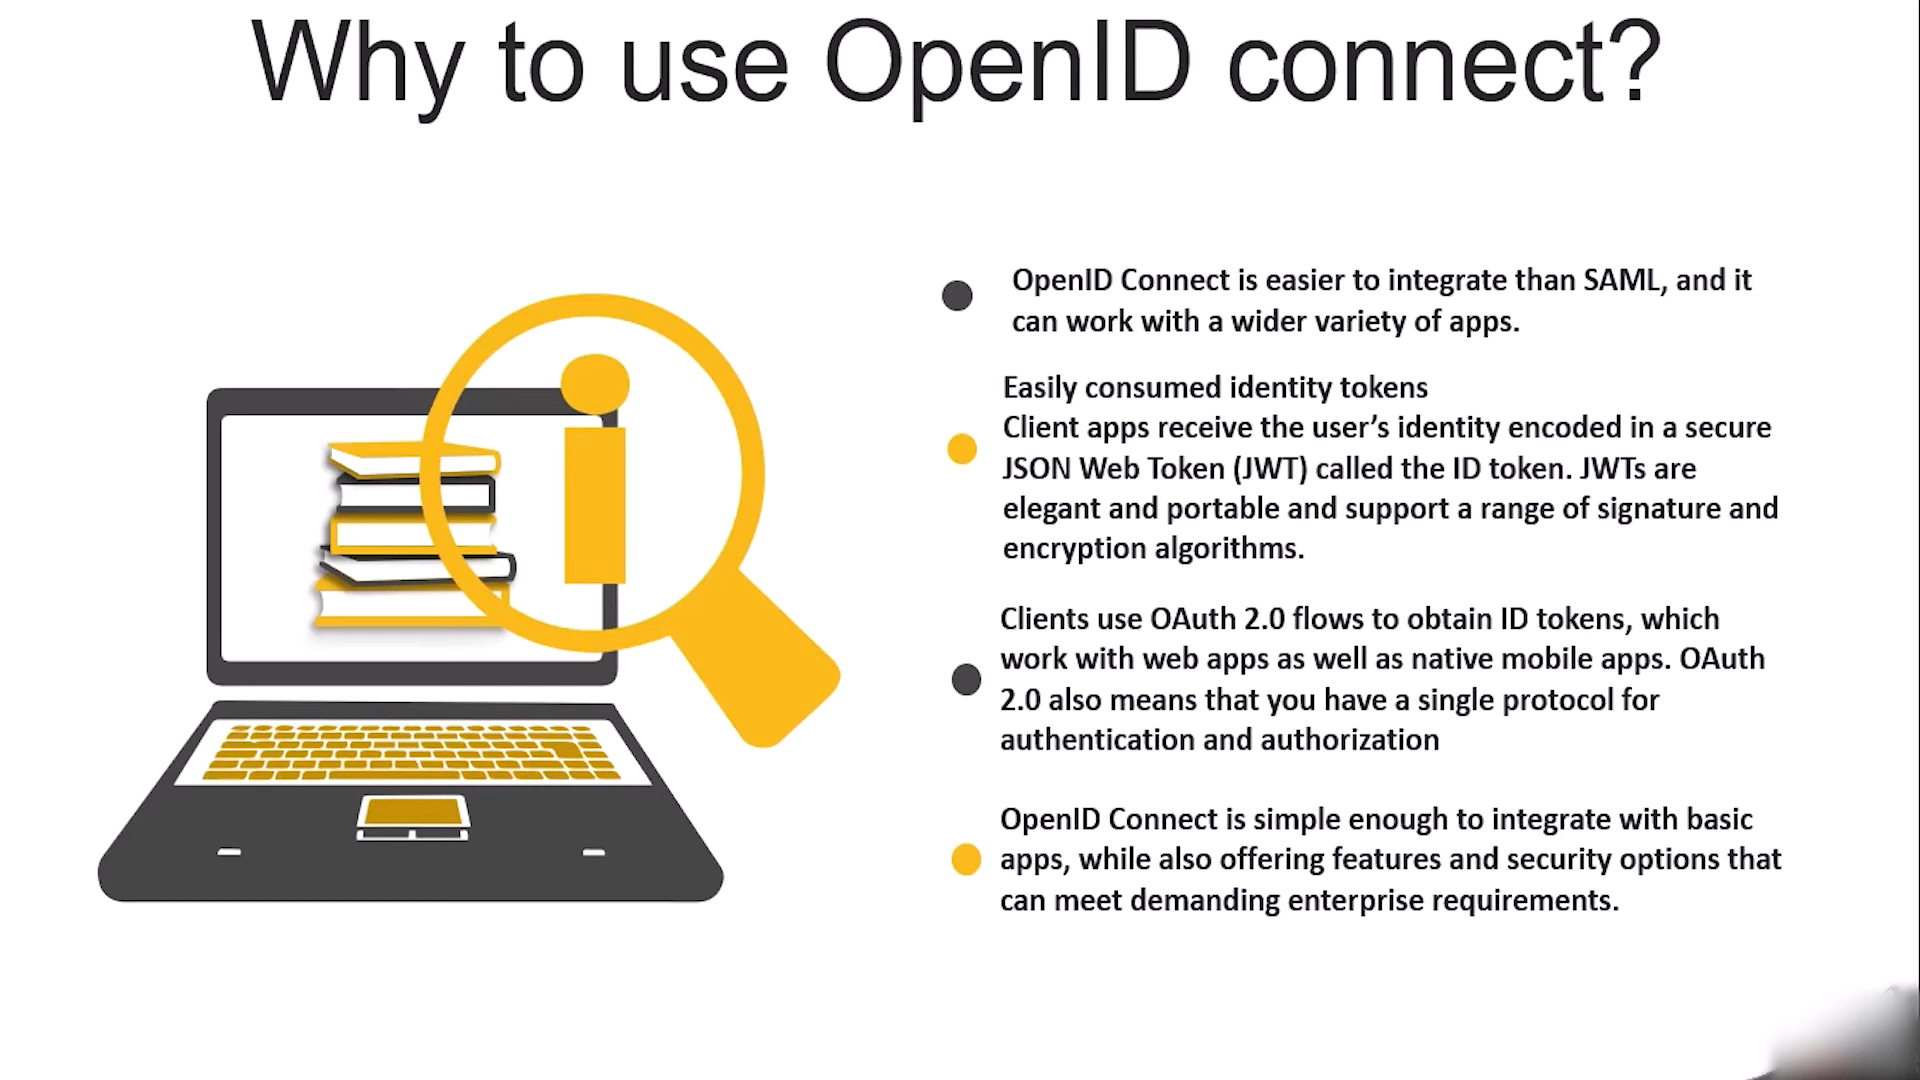 Why to use OpenID connect?
OpenID Connect is easier to integrate than SAML, and it
can work with a wider variety of apps.
Easily consumed identity tokens
Client apps receive the user’s identity encoded in a secure
JSON Web Token (JWT) called the ID token. JWTs are
elegant and portable and support a range of signature and
encryption algorithms.
Clients use OAuth 2.0 flows to obtain ID tokens, which
work with web apps as well as native mobile apps. OAuth
2.0 also means that you have a single protocol for
authentication and authorization
OpenID Connect is simple enough to integrate with basic
apps, while also offering features and security options that
can meet demanding enterprise requirements.